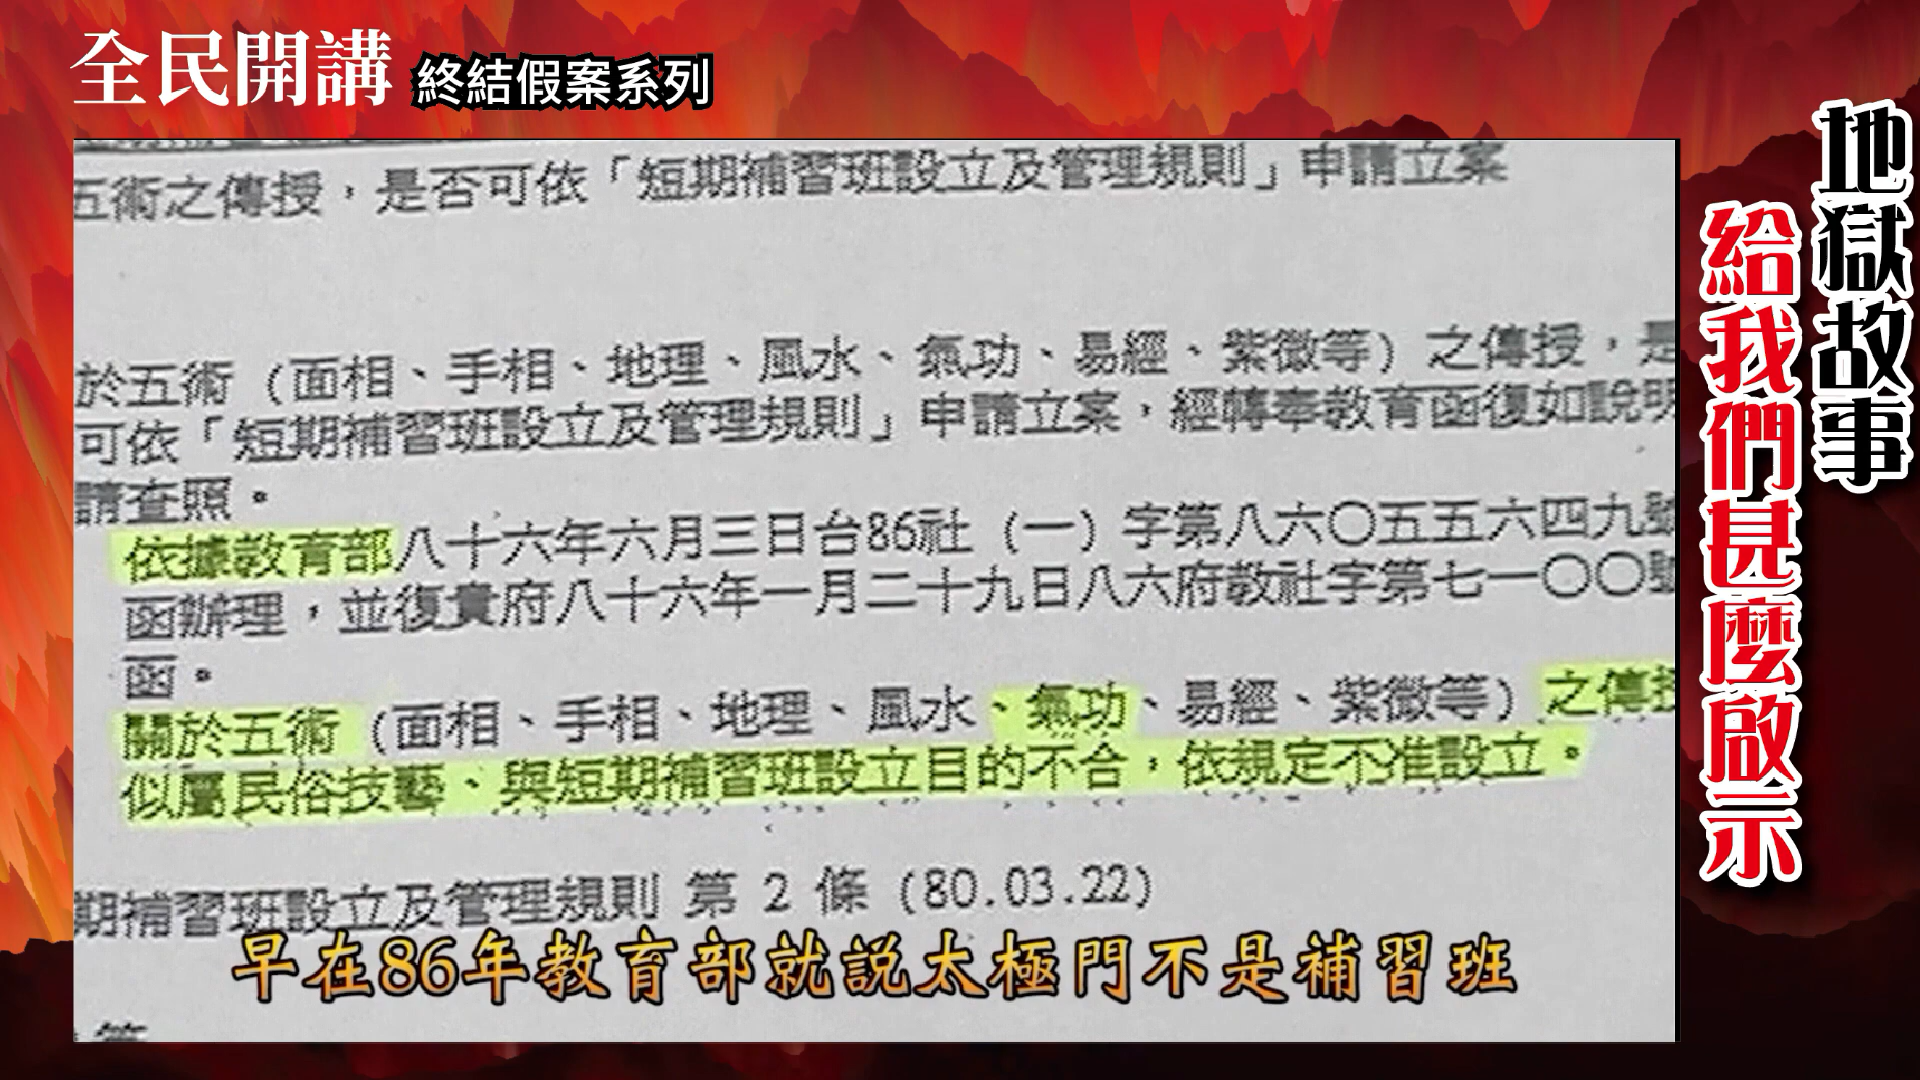 全民開講 終結假案系列
地獄故事
給我們甚麼啟示
五術之傳授，是否可依「短期補習班設立及管理規則」申請立案
於五術（面相、手相、地理、風水、氣功、易經、紫微等）之傳授，是
可依「短期補習班設立及管理規則」申請立案，經轉奉教育函復如說明
請查照。
依據教育部八十六年六月三日台86社（一）字第八六〇五五六四九號
函辦理，並復貴府八十六年一月二十九日八六府教社字第七一〇〇號
函。
關於五術（面相、手相、地理、風水、氣功、易經、紫微等）之傳授
似屬民俗技藝、與短期補習班設立目的不合，依規定不准設立。
期補習班設立及管理規則 第 2 條 (80.03.22)
早在86年教育部就説太極門不是補習班